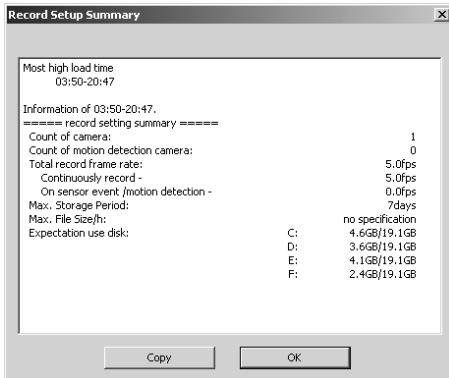 Record Setup Summary
Most high load time
03:50-20:47
Information of 03:50-20:47.
===== record setting summary =====
Count of camera: 1
Count of motion detection camera: 0
Total record frame rate: 5.0fps
Continuously record - 5.0fps
On sensor event /motion detection - 0.0fps
Max. Storage Period: 7days
Max. File Size/h: no specification
Expectation use disk: C: 4.6GB/19.1GB
D: 3.6GB/19.1GB
E: 4.1GB/19.1GB
F: 2.4GB/19.1GB
Copy OK